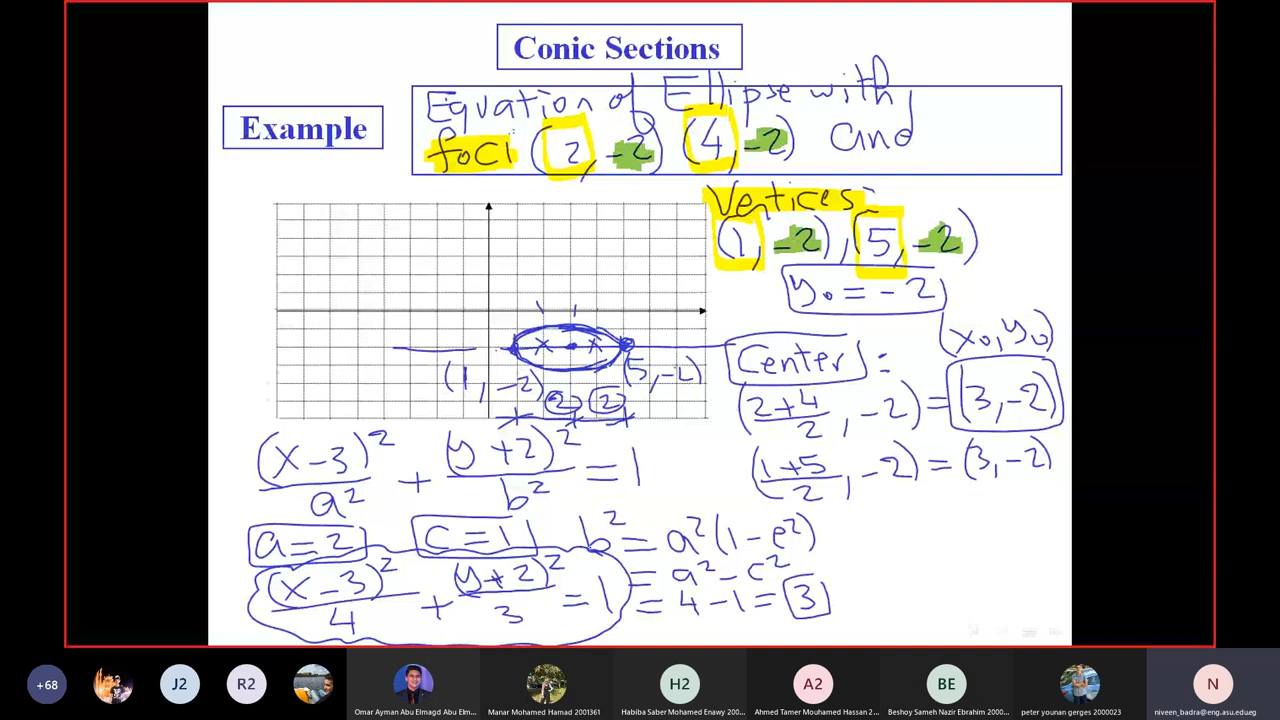 Conic Sections
Example
Equation of Ellipse with
foci (2, -2) (4, -2) and
Vertices:
(1, -2), (5, -2)
y₀ = -2
(x₀, y₀)
Center :
(2+4/2, -2) = (3, -2)
(1+5/2, -2) = (3, -2)
(1, -2) (5, -2)
2 2
(x-3)²/a² + (y+2)²/b² = 1
a=2 c=1 b² = a²(1-e²)
= a² - c²
(x-3)²/4 + (y+2)²/3 = 1 = 4-1 = 3
+68
J2
R2
Omar Ayman Abu Elmagd Abu Elm...
Manar Mohamed Hamad 2001361
H2
Habiba Saber Mohamed Enawy 200...
A2
Ahmed Tamer Mouhamed Hassan 2...
BE
Beshoy Sameh Nazir Ebrahim 2000...
peter younan gerges 2000023
N
niveen_badra@eng.asu.edu.eg